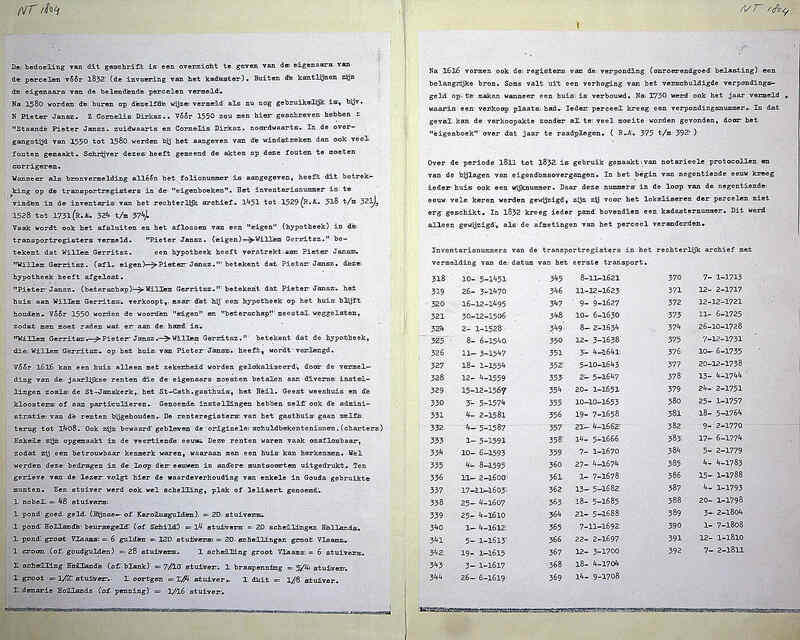 NT 1804
De bedoeling van dit geschrift is een overzicht te geven van de eigenaars van
de percelen vóór 1832 (de invoering van het kadaster). Buiten de kantlijnen zijn
de eigenaars van de belendende percelen vermeld.
Na 1580 worden de buren op dezelfde wijze vermeld als nu nog gebruikelijk is, bijv.
N Pieter Jansz.  Z Cornelis Dirksz.. Vóór 1550 zou men hier geschreven hebben :
"Staande Pieter Jansz. zuidwaarts en Cornelis Dirksz. noordwaarts. In de over-
gangstijd van 1550 to 1580 werden bij het aangeven van de windstreken dan ook veel
fouten gemaakt. Schrijver dezes heeft gemeend de akten op deze fouten te moeten
corrigeren.
Wanneer als bronvermelding alléén het folionummer is aangegeven, heeft dit betrek-
king op de transportregisters in de "eigenboeken". Het inventarisnummer is te
vinden in de inventaris van het rechterlijk archief. 1451 tot 1529(R.A. 318 t/m 321),
1528 tot 1731(R.A. 324 t/m 374).
Vaak wordt ook het afsluiten en het aflossen van een "eigen" (hypotheek) in de
transportregisters vermeld.  "Pieter Jansz. (eigen)→Willem Gerritsz." be-
tekent dat Willem Gerritsz.  een hypotheek heeft verstrekt aan Pieter Jansz.
"Willem Gerritsz. (afl. eigen)→Pieter Jansz." betekent dat Pieter Jansz. deze
hypotheek heeft afgelost.
"Pieter Jansz. (beterschap)→Willem Gerritsz." betekent dat Pieter Jansz. het
huis aan Willem Gerritsz. verkoopt, maar dat hij een hypotheek op het huis blijft
houden. Vóór 1550 worden de woorden "eigen" en "beterschap" meestal weggelaten,
zodat men moet raden wat er aan de hand is.
"Willem Gerritsz.→Pieter Jansz.→Willem Gerritsz."  betekent dat de hypotheek,
die Willem Gerritsz. op het huis van Pieter Jansz. heeft, wordt verlengd.
Vóór 1616 kan een huis alleen met zekerheid worden gelokaliseerd, door de vermel-
ding van de jaarlijkse renten die de eigenaars moesten betalen aan diverse instel-
lingen zoals de St-Janskerk, het St-Cath.gasthuis, het Heil. Geest weeshuis en de
kloosters of aan particulieren. Genoemde instellingen hebben zelf ook de admini-
stratie van de renten bijgehouden. De renteregisters van het gasthuis gaan zelfs
terug tot 1408. Ook zijn bewaard gebleven de originele schuldbekentenissen.(charters)
Enkele zijn opgemaakt in de veertiende eeuw. Deze renten waren vaak onaflosbaar,
zodat zij een betrouwbaar kenmerk waren, waaraan men een huis kan herkennen. Wel
werden deze bedragen in de loop der eeuwen in andere muntsoorten uitgedrukt. Ten
gerieve van de lezer volgt hier de waardeverhouding van enkele in Gouda gebruikte
munten.  Een stuiver werd ook wel schelling, plak of leliaert genoemd.
1 nobel = 48 stuivers
1 pond goed geld (Rijnse- of Karolusgulden) = 20 stuivers.
1 pond Hollands beursgeld (of Schild) = 14 stuivers = 20 schellingen Hollands.
1 pond groot Vlaams = 6 gulden = 120 stuivers = 20 schellingen groot Vlaams.
1 croon (of goudgulden) = 28 stuivers.  1 schelling groot Vlaams = 6 stuivers.
1 schelling Hollands (of blank) = 7/10 stuiver. 1 braspenning = 5/4 stuiver.
1 groot = 1/2 stuiver.  1 oortgen = 1/4 stuiver.  1 duit = 1/8 stuiver.
1 denarie Hollands (of penning) = 1/16 stuiver.
NT 1804
Na 1616 vormen ook de registers van de verponding (onroerendgoed belasting) een
belangrijke bron. Soms valt uit een verhoging van het verschuldigde verpondings-
geld op te maken wanneer een huis is verbouwd. Na 1730 werd ook het jaar vermeld ,
waarin een verkoop plaats had. Ieder perceel kreeg een verpondingsnummer. In dat
geval kan de verkoopakte zonder al te veel moeite worden gevonden, door het
"eigenboek" over dat jaar te raadplegen. ( R.A. 375 t/m 392 )
Over de periode 1811 tot 1832 is gebruik gemaakt van notariele protocollen en
van de bijlagen van eigendomsovergangen. In het begin van negentiende eeuw kreeg
ieder huis ook een wijknummer. Daar deze nummers in de loop van de negentiende
eeuw vele keren werden gewijzigd, zijn zij voor het lokaliseren der percelen niet
erg geschikt. In 1832 kreeg ieder pand bovendien een kadasternummer. Dit werd
alleen gewijzigd, als de afmetingen van het perceel veranderden.
Inventarisnummers van de transportregisters in het rechterlijk archief met
vermelding van de datum van het eerste transport.
318  10- 5-1451  345  8-11-1621  370  7- 1-1713
319  26- 3-1470  346  11-12-1623  371  12- 2-1717
320  16-12-1495  347  9- 9-1627  372  12-12-1721
321  30-12-1506  348  10- 6-1630  373  11- 6-1725
324  2- 1-1528  349  8- 2-1634  374  26-10-1728
325  8- 6-1540  350  12- 3-1638  375  7-12-1731
326  11- 3-1547  351  3- 4-2641  376  10- 6-1735
327  18- 1-1554  352  5-10-1643  377  20-12-1738
328  12- 4-1559  353  2- 5-1647  378  13- 4-1744
329  15-12-1567  354  20- 1-1651  379  24- 2-1751
330  3- 5-1574  355  10-10-1653  380  25- 1-1757
331  4- 2-1581  356  19- 7-1658  381  18- 5-1764
332  4- 5-1587  357  21- 4-1662  382  9- 2-1770
333  1- 5-1591  358  14- 5-1666  383  17- 6-1774
334  10- 6-1593  359  7- 1-1670  384  5- 2-1779
335  4- 8-1595  360  27- 4-1674  385  4- 4-1783
336  11- 2-1600  361  1- 7-1678  386  15- 1-1788
337  17-11-1603  362  13- 5-1682  387  4- 1-1793
338  25- 4-1607  363  18- 5-1685  388  20- 1-1798
339  25- 4-1610  364  21- 5-1688  389  3- 2-1804
340  1- 4-1612  365  7-11-1692  390  1- 7-1808
341  5- 1-1613  366  22- 2-1697  391  12- 1-1810
342  19- 1-1615  367  12- 3-1700  392  7- 2-1811
343  3- 1-1617  368  18- 4-1704
344  26- 6-1619  369  14- 9-1708